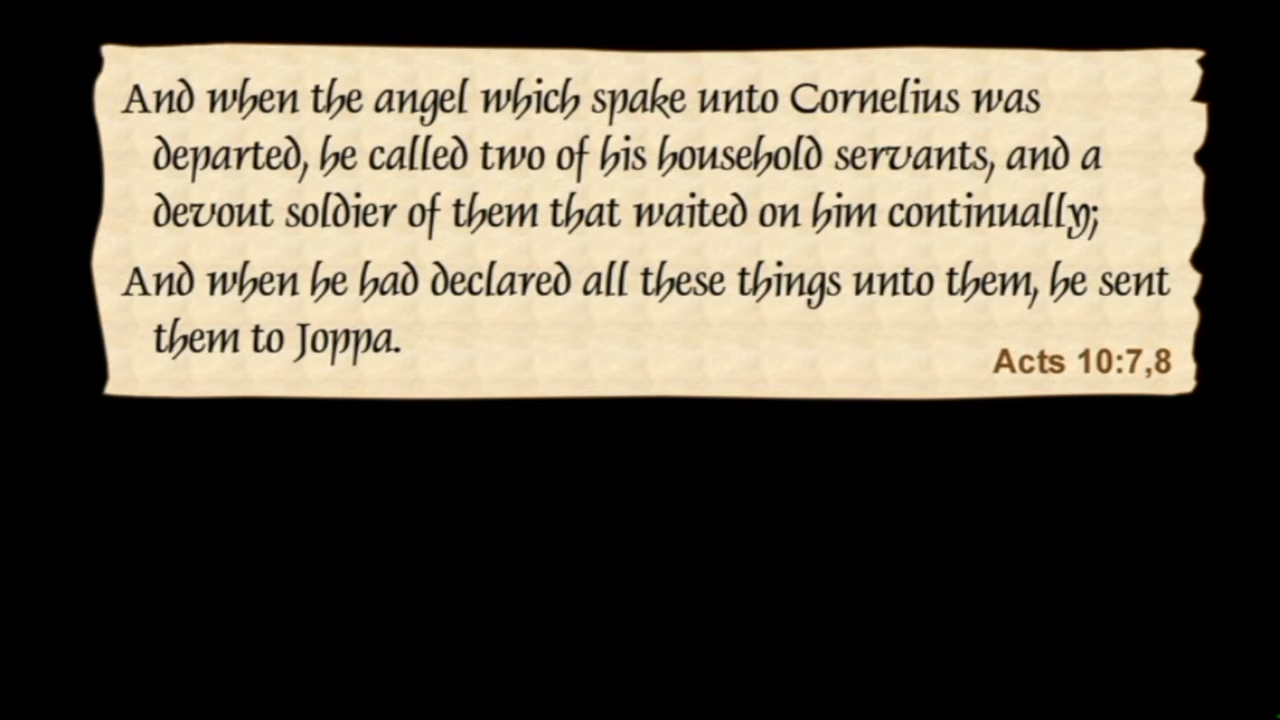 And when the angel which spake unto Cornelius was
departed, he called two of his household servants, and a
devout soldier of them that waited on him continually;
And when he had declared all these things unto them, he sent
them to Joppa.
Acts 10:7,8